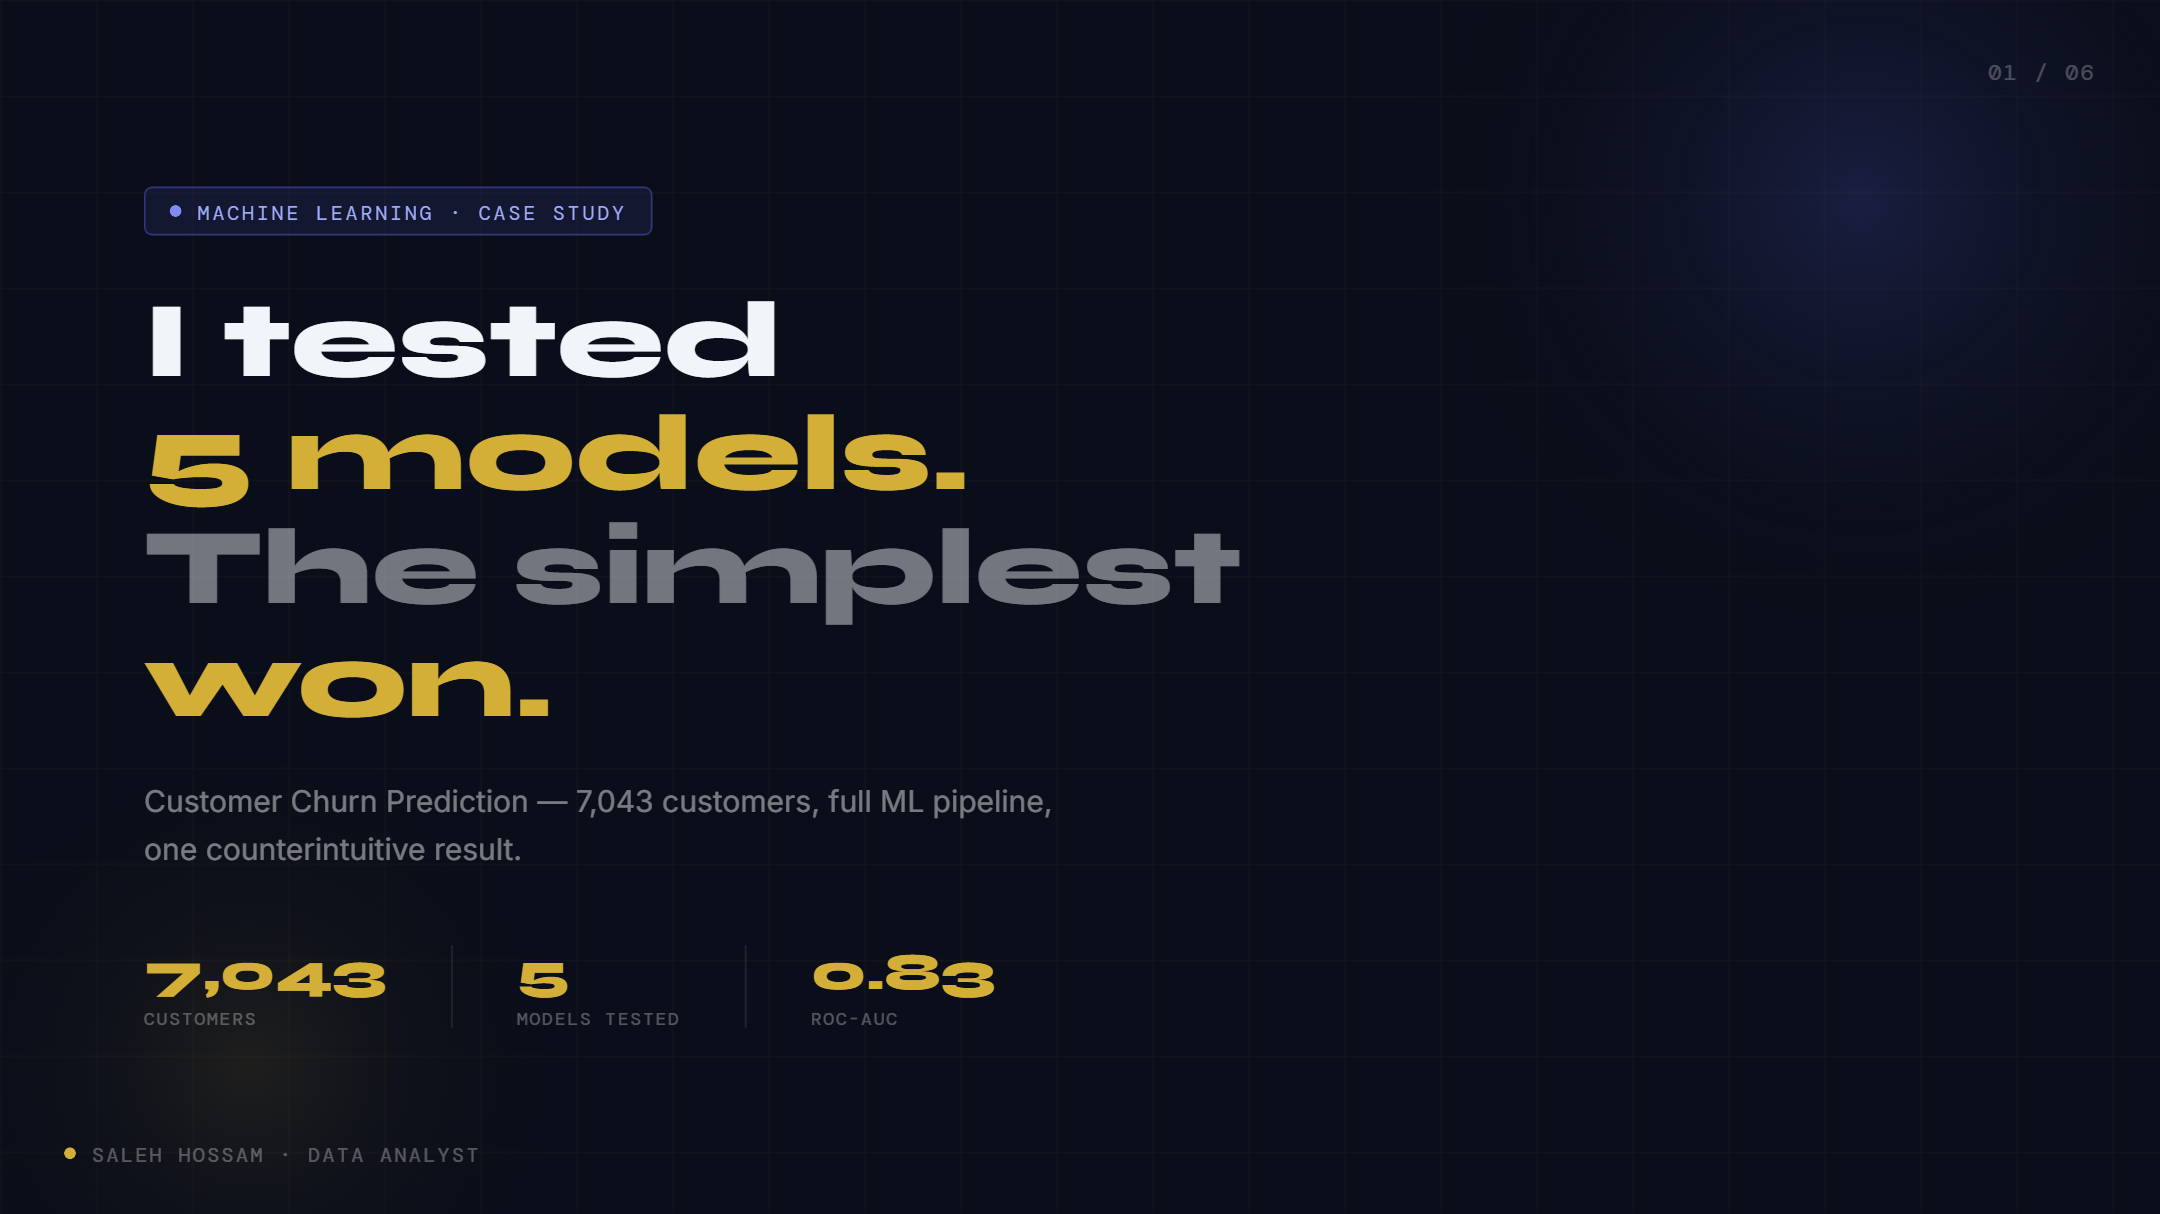 01 / 06
MACHINE LEARNING · CASE STUDY
I tested
5 models.
The simplest
won.
Customer Churn Prediction — 7,043 customers, full ML pipeline,
one counterintuitive result.
7,043
CUSTOMERS
5
MODELS TESTED
0.83
ROC-AUC
SALEH HOSSAM · DATA ANALYST